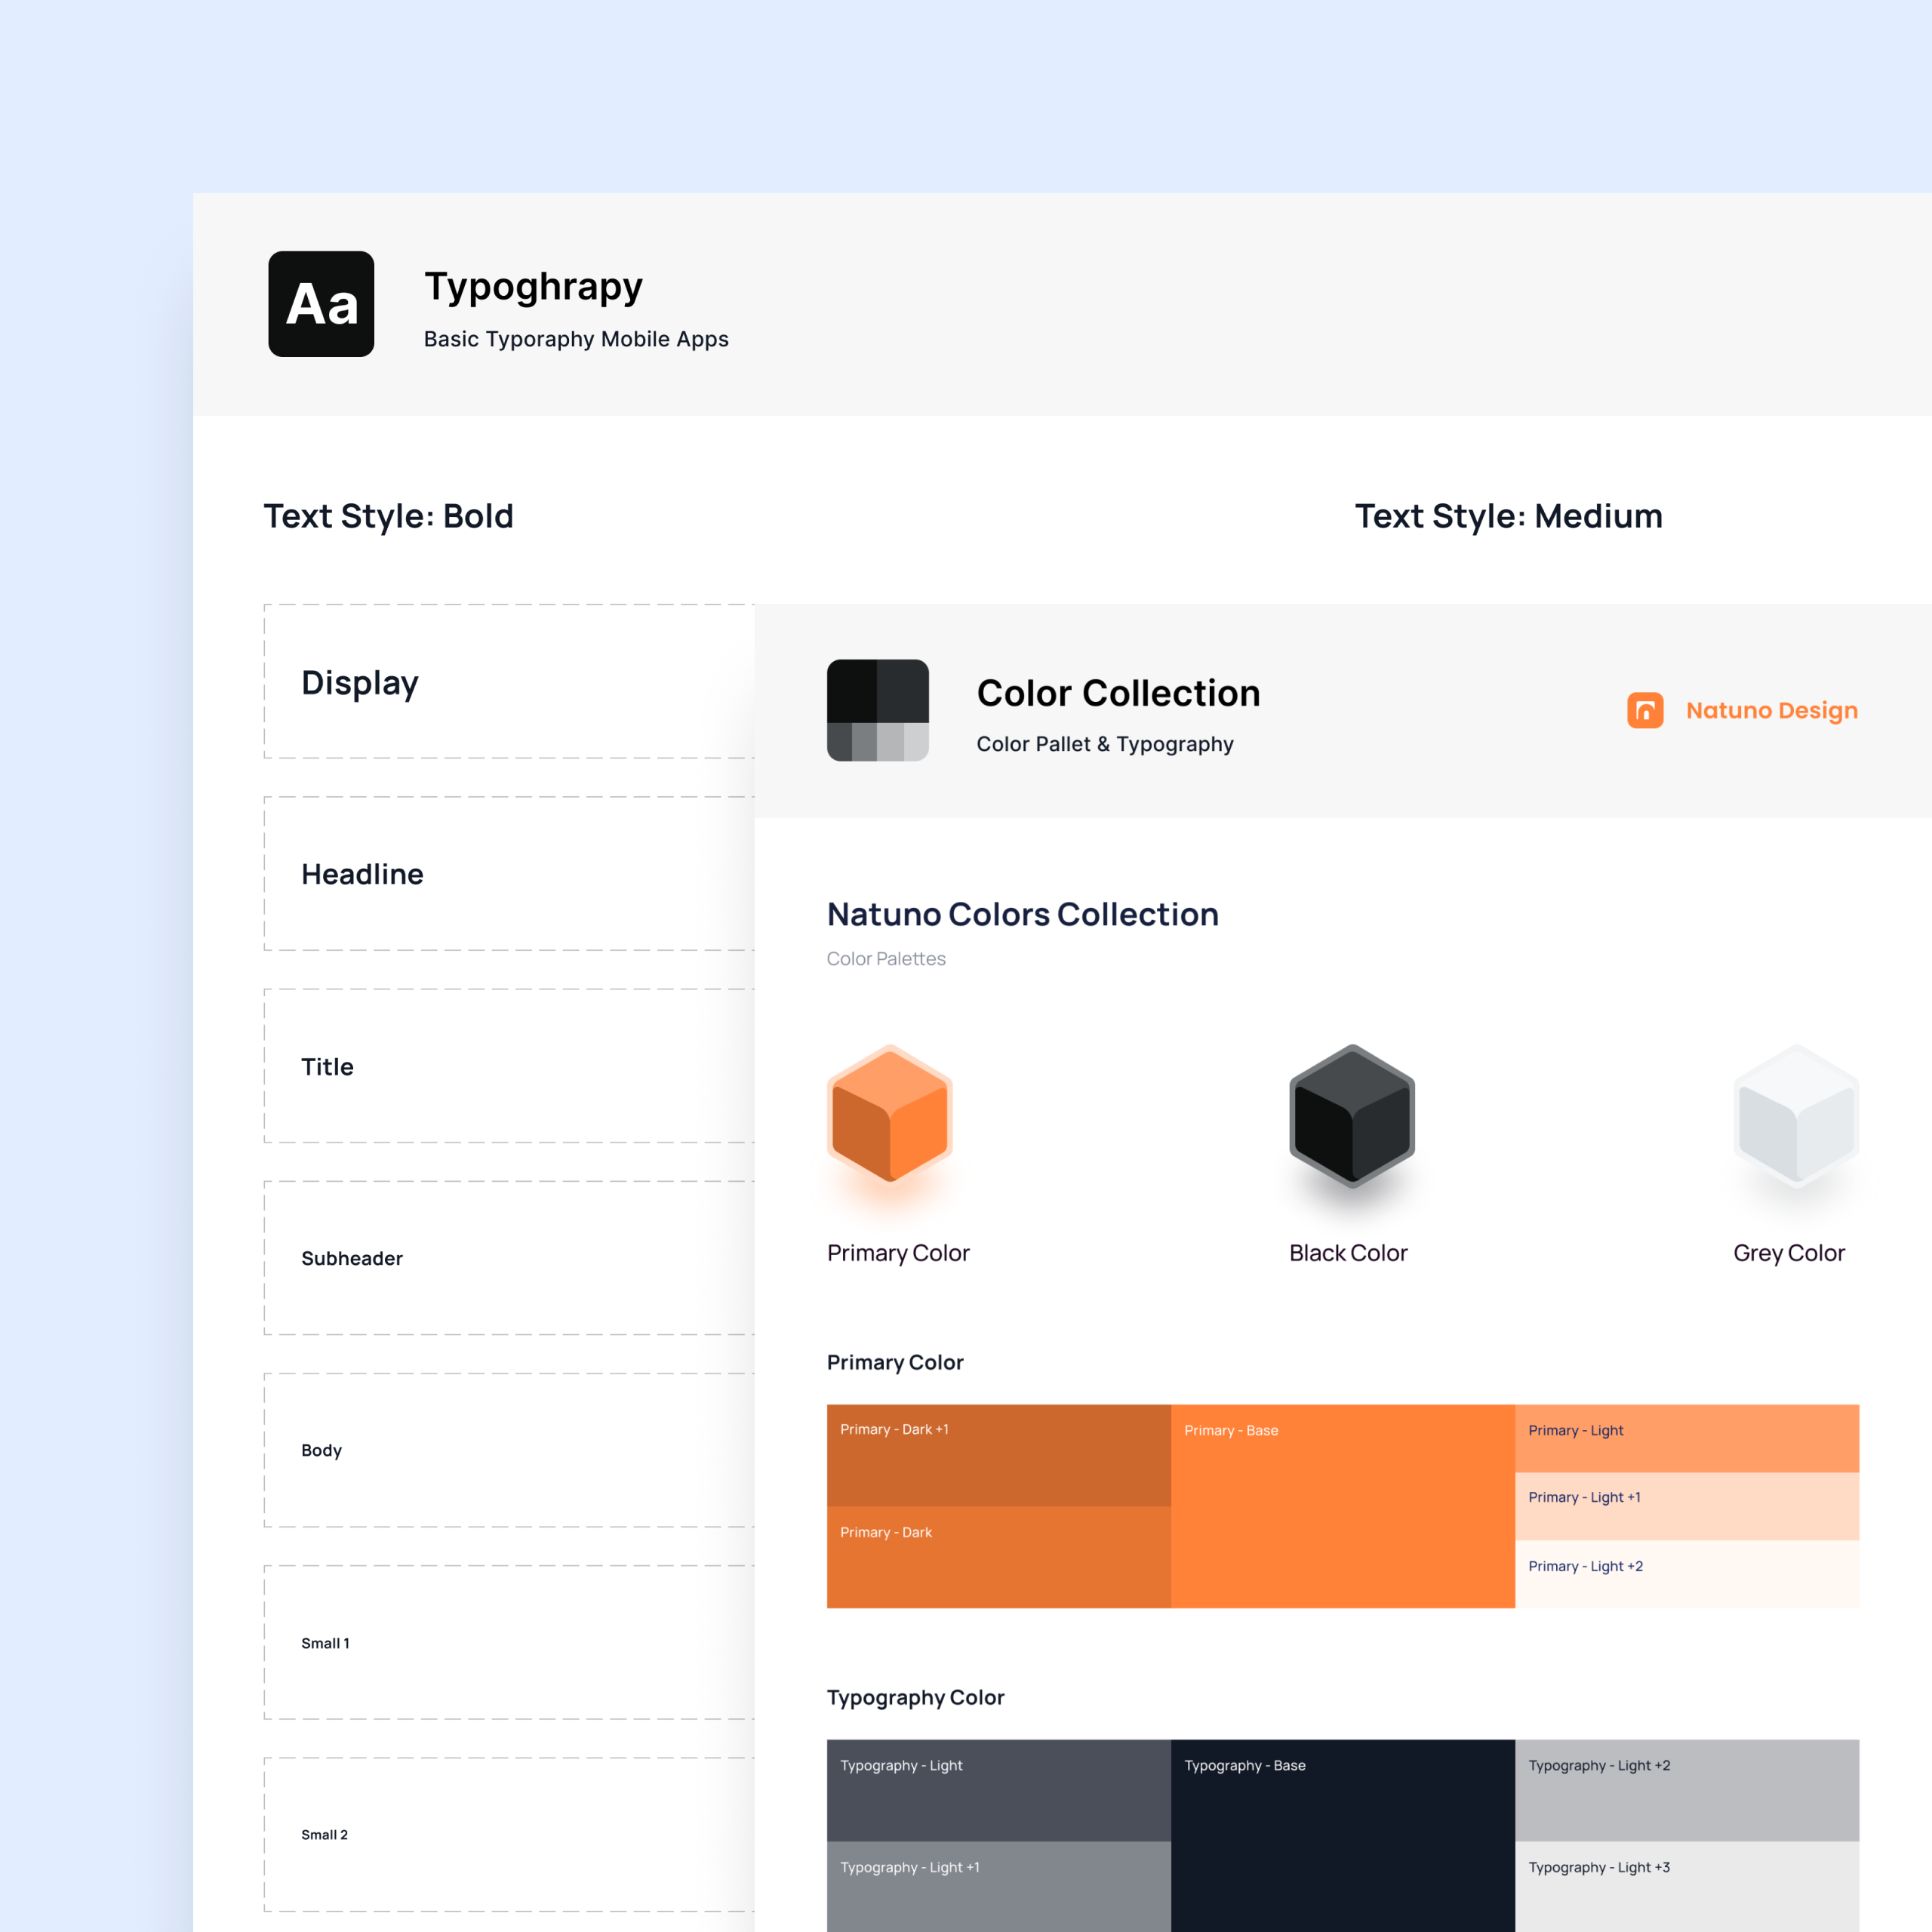 Aa
Typoghrapy
Basic Typoraphy Mobile Apps
Text Style: Bold
Text Style: Medium
Display
Headline
Title
Subheader
Body
Small 1
Small 2
Color Collection
Color Pallet & Typography
Natuno Design
Natuno Colors Collection
Color Palettes
Primary Color
Black Color
Grey Color
Primary Color
Primary - Dark +1
Primary - Base
Primary - Light
Primary - Light +1
Primary - Dark
Primary - Light +2
Typography Color
Typography - Light
Typography - Base
Typography - Light +2
Typography - Light +1
Typography - Light +3